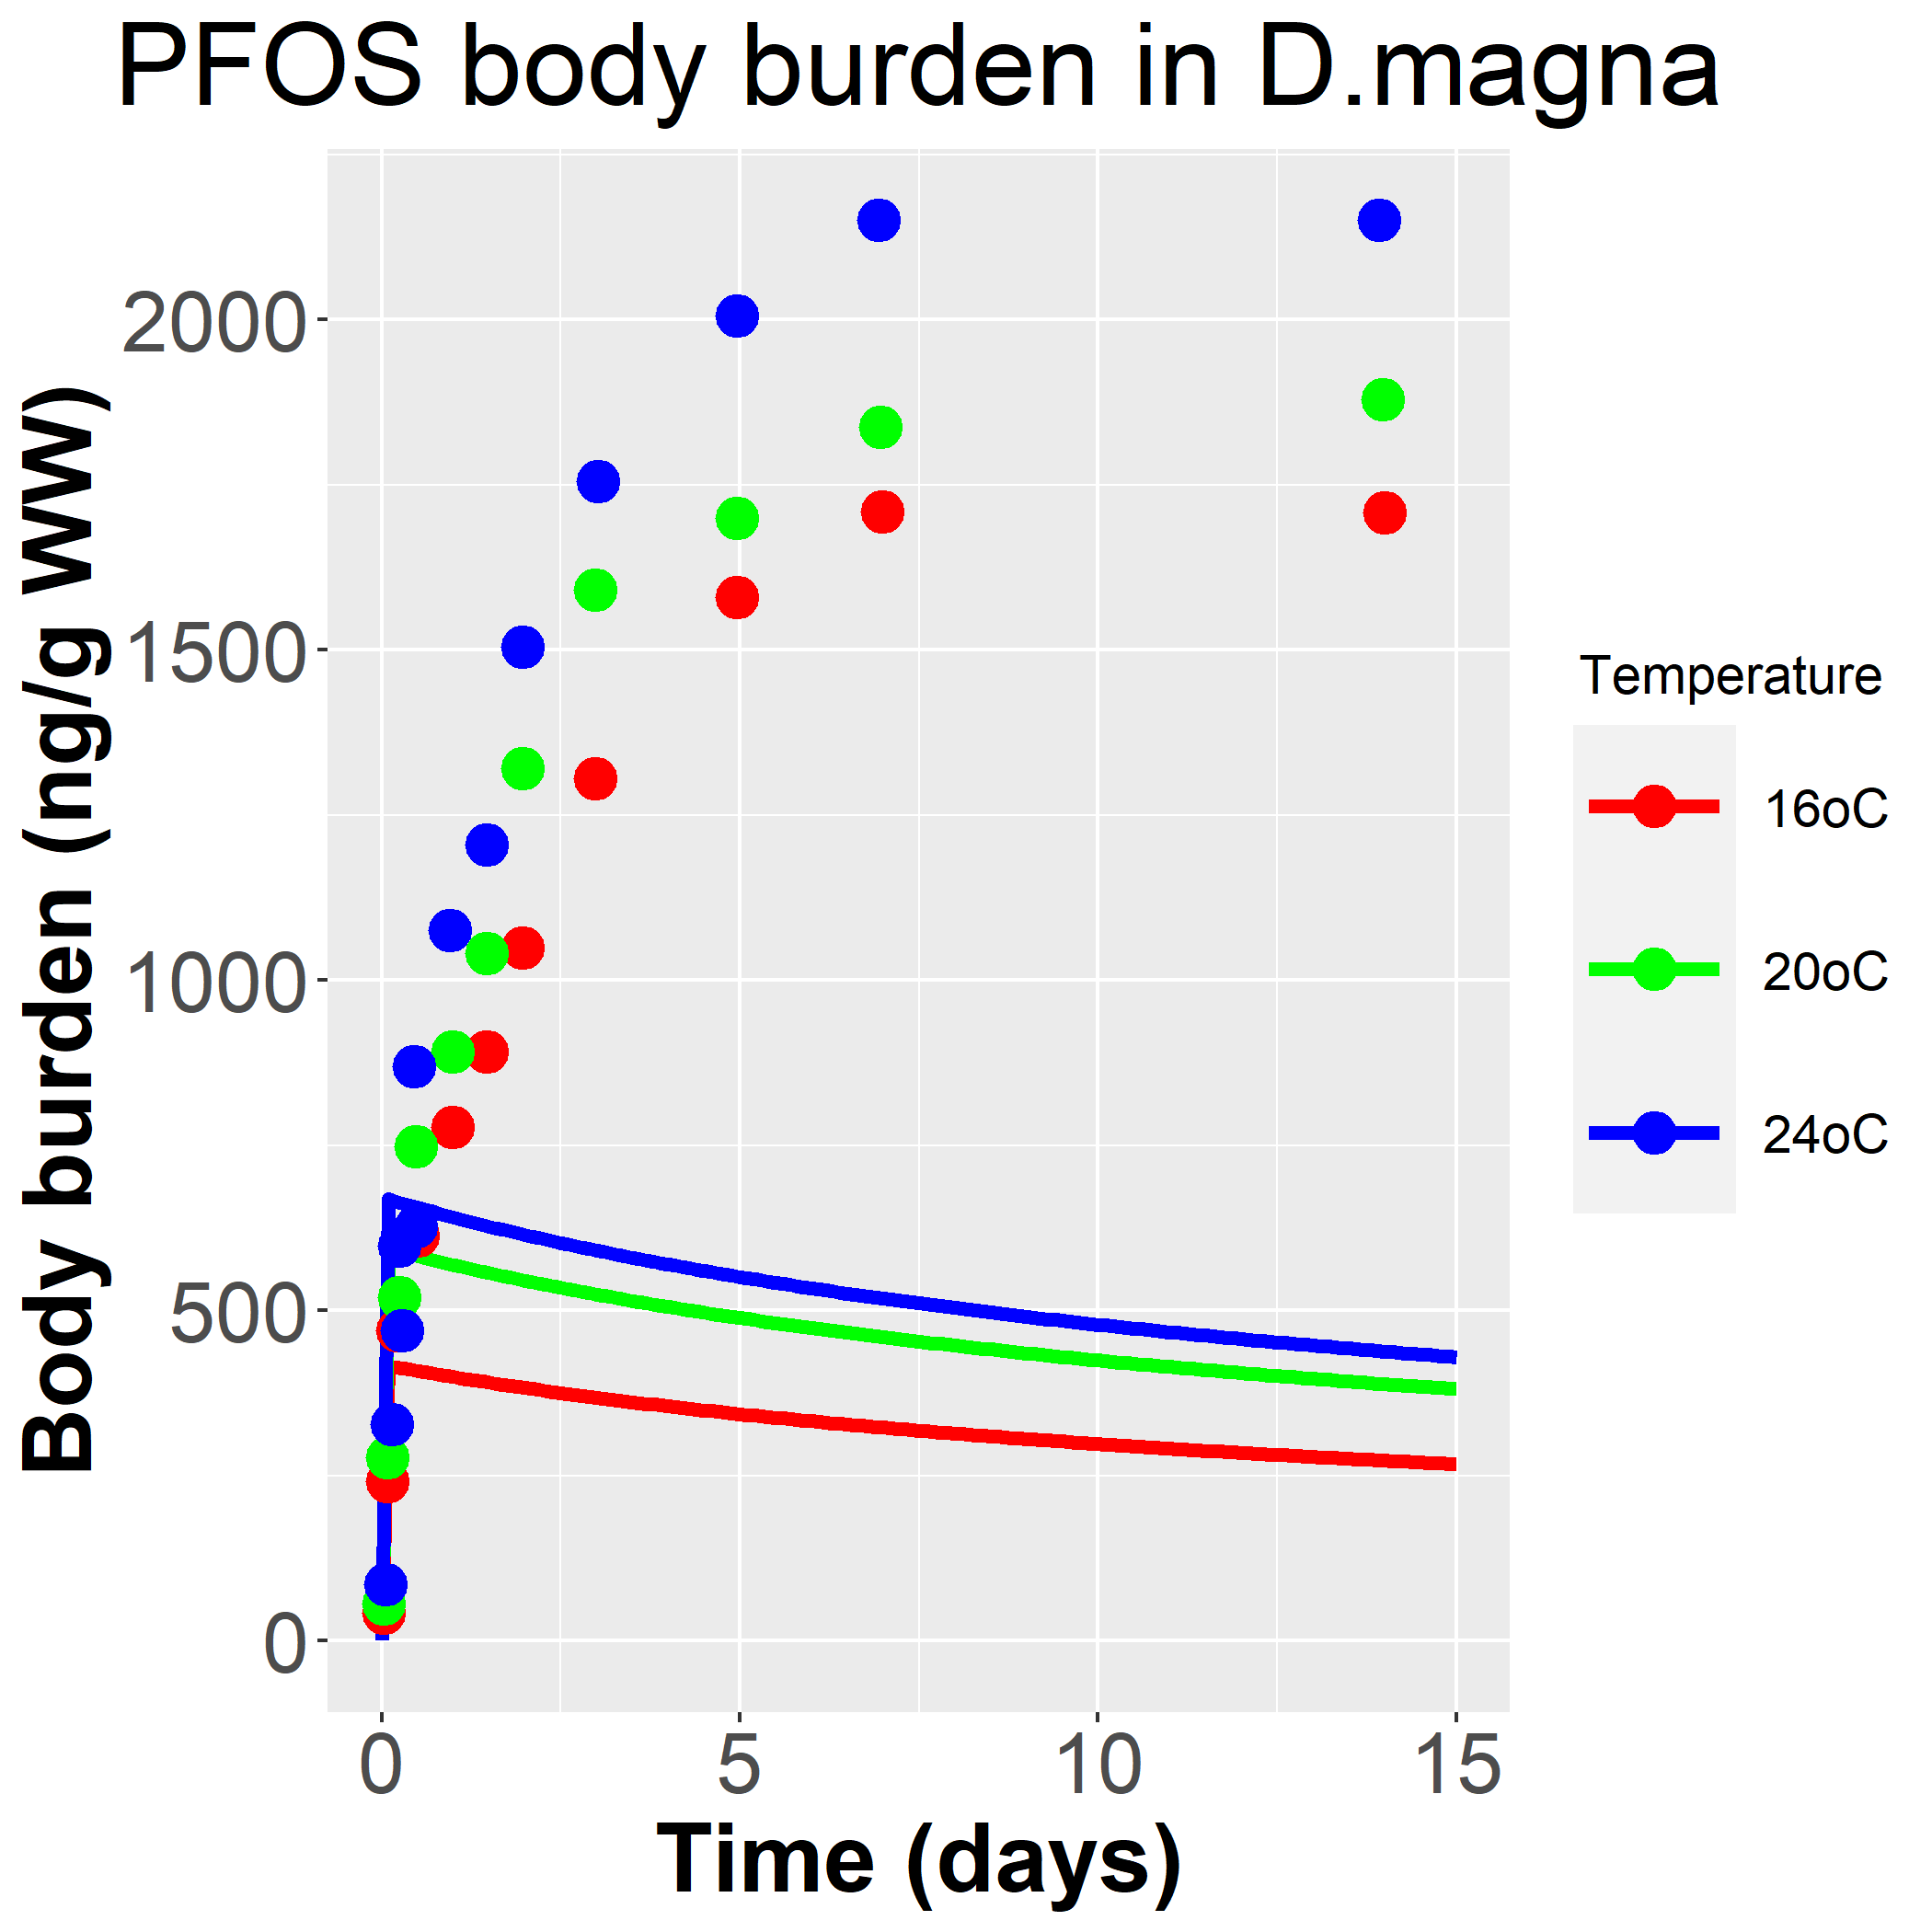 PFOS body burden in D.magna
Body burden (ng/g WW)
2000
1500
1000
500
0
0 5 10 15
Time (days)
Temperature
16oC
20oC
24oC